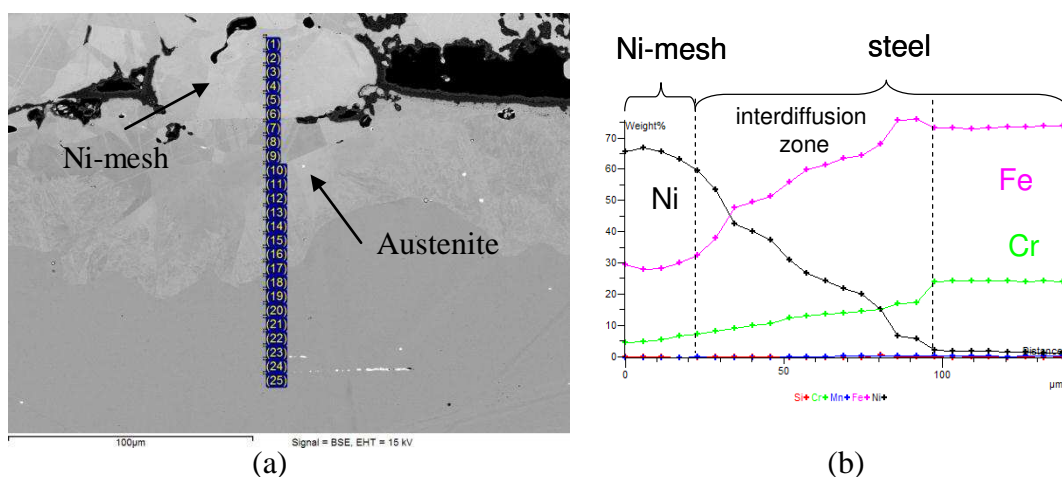 (1)
(2)
(3)
(4)
(5)
(6)
(7)
(8)
(9)
(10)
(11)
(12)
(13)
(14)
(15)
(16)
(17)
(18)
(19)
(20)
(21)
(22)
(23)
(24)
(25)
Ni-mesh
Austenite
100µm
Signal = BSE, EHT = 15 kV
(a)
Ni-mesh
steel
Weight%
interdiffusion
zone
70
60
50
40
30
20
10
0
Ni
Fe
Cr
Distance
0
50
100
µm
Si Cr Mn Fe Ni
(b)